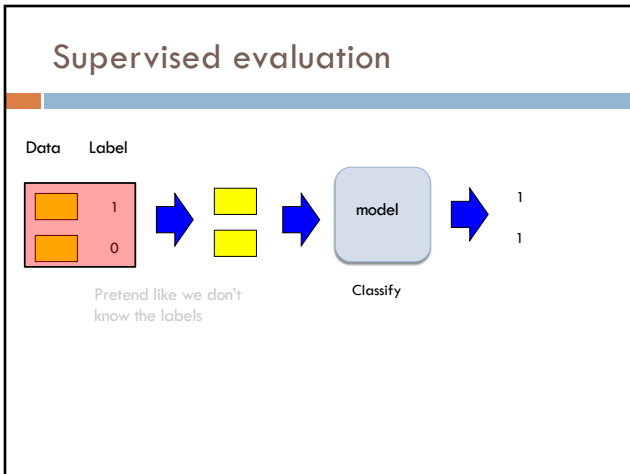 Supervised evaluation
Data Label
1
0
Pretend like we don't
know the labels
model
Classify
1
1